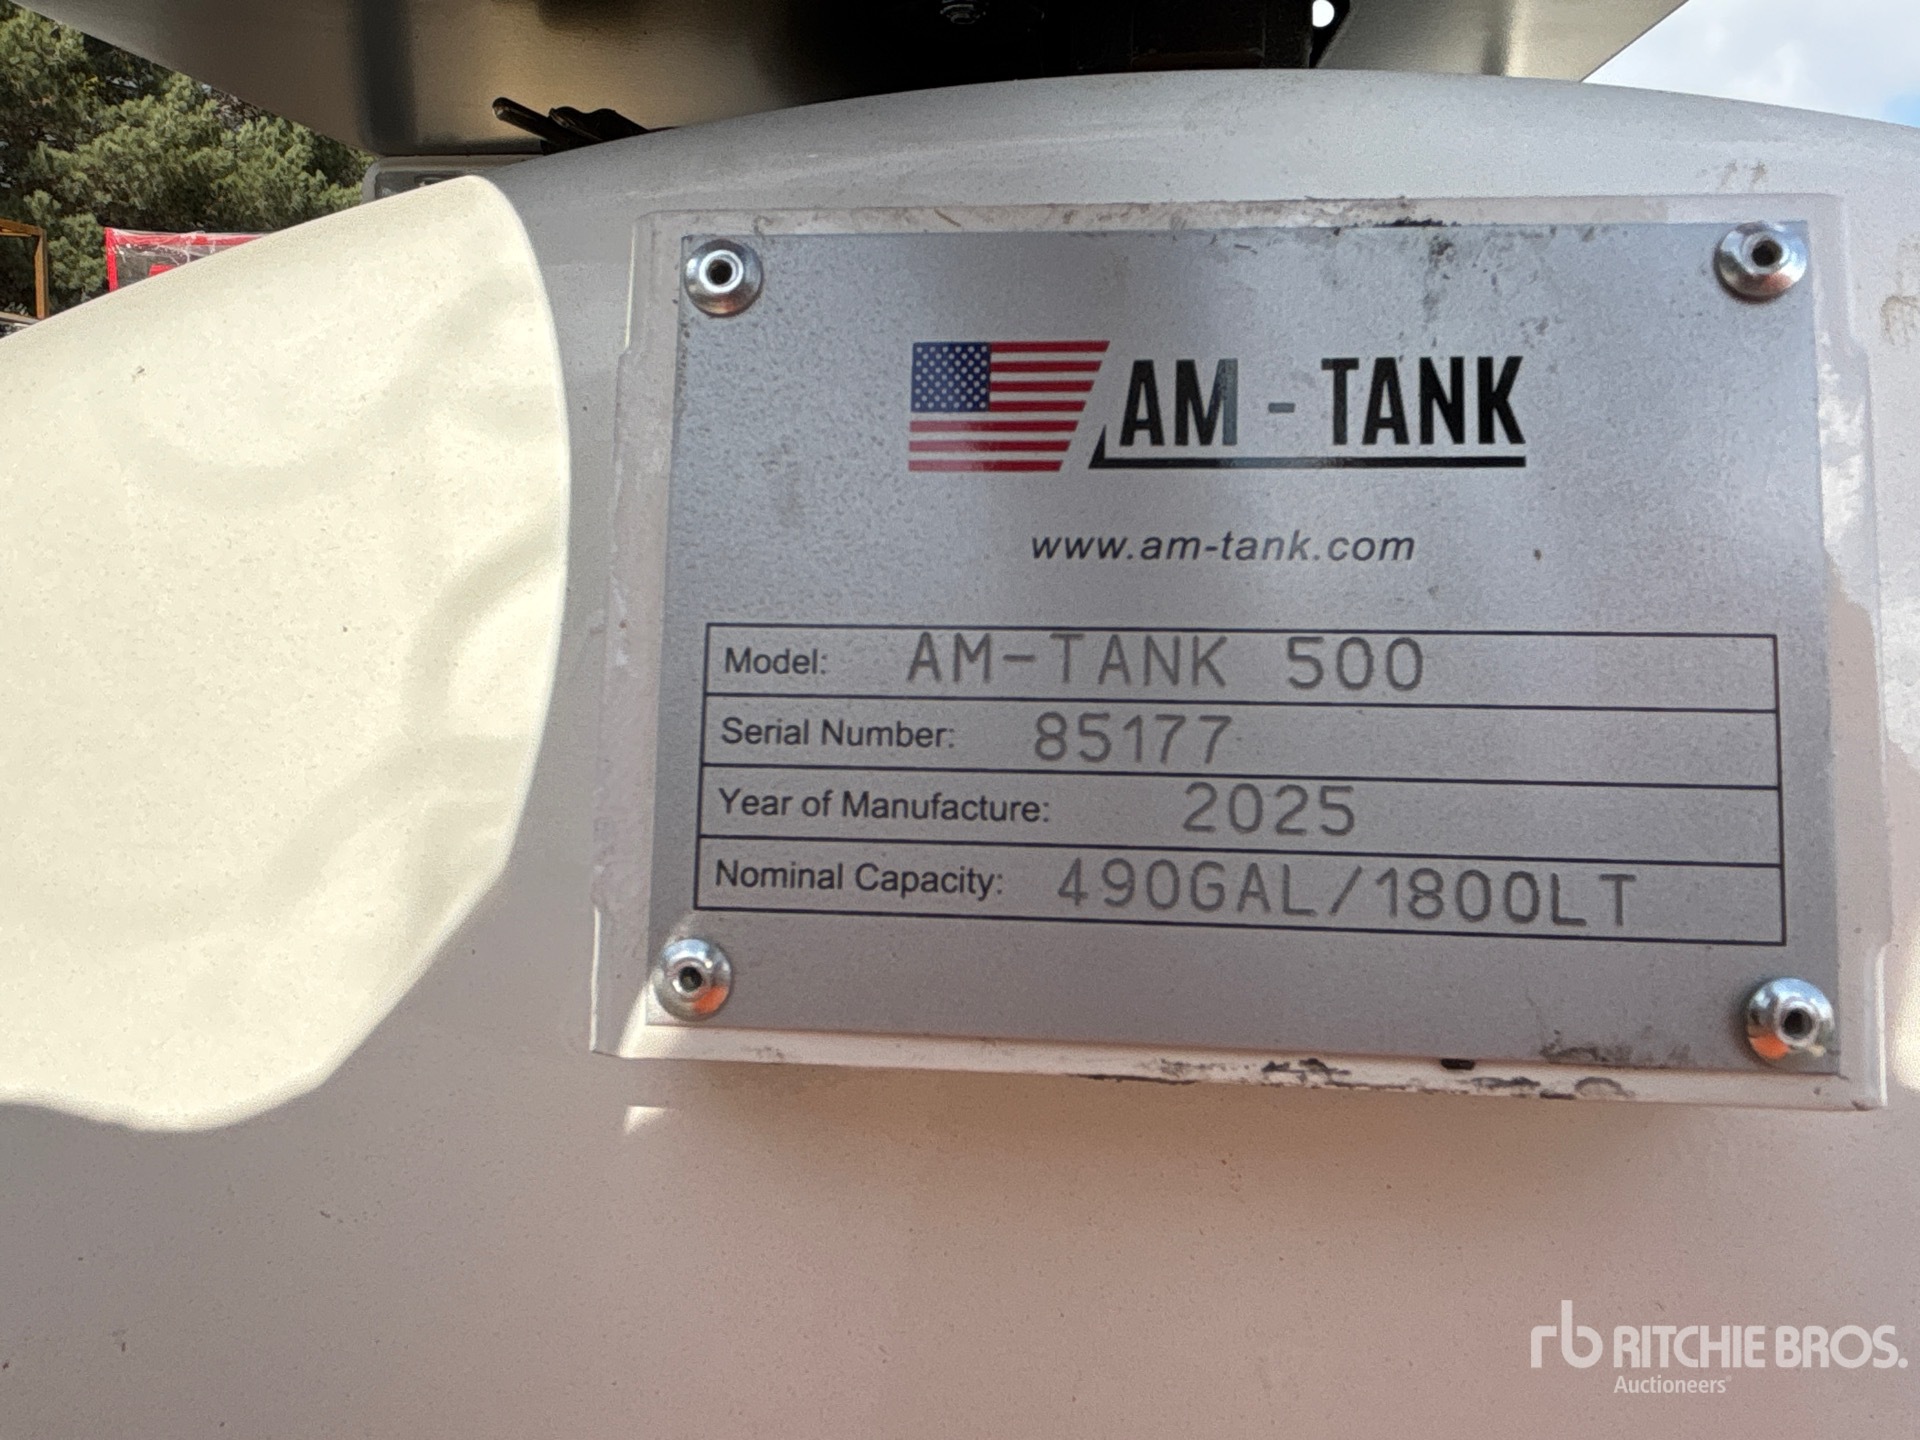 AM - TANK
www.am-tank.com
Model: AM-TANK 500
Serial Number: 85177
Year of Manufacture: 2025
Nominal Capacity: 490GAL/1800LT
rb RITCHIE BROS.
Auctioneers